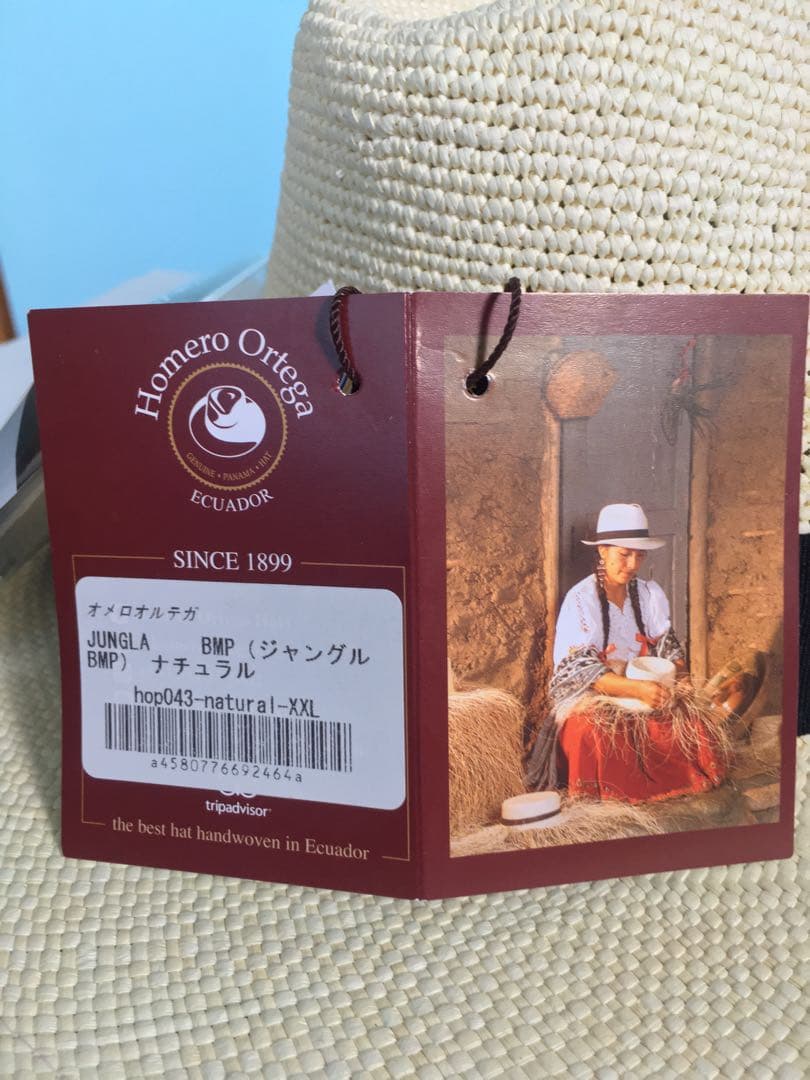 Homero Ortega
GENUINE • PANAMA • HAT
ECUADOR
SINCE 1899
オメロオルテガ
JUNGLA BMP (ジャングル
BMP) ナチュラル
hop043-natural-XXL
a4580776692464a
tripadvisor
the best hat handwoven in Ecuador